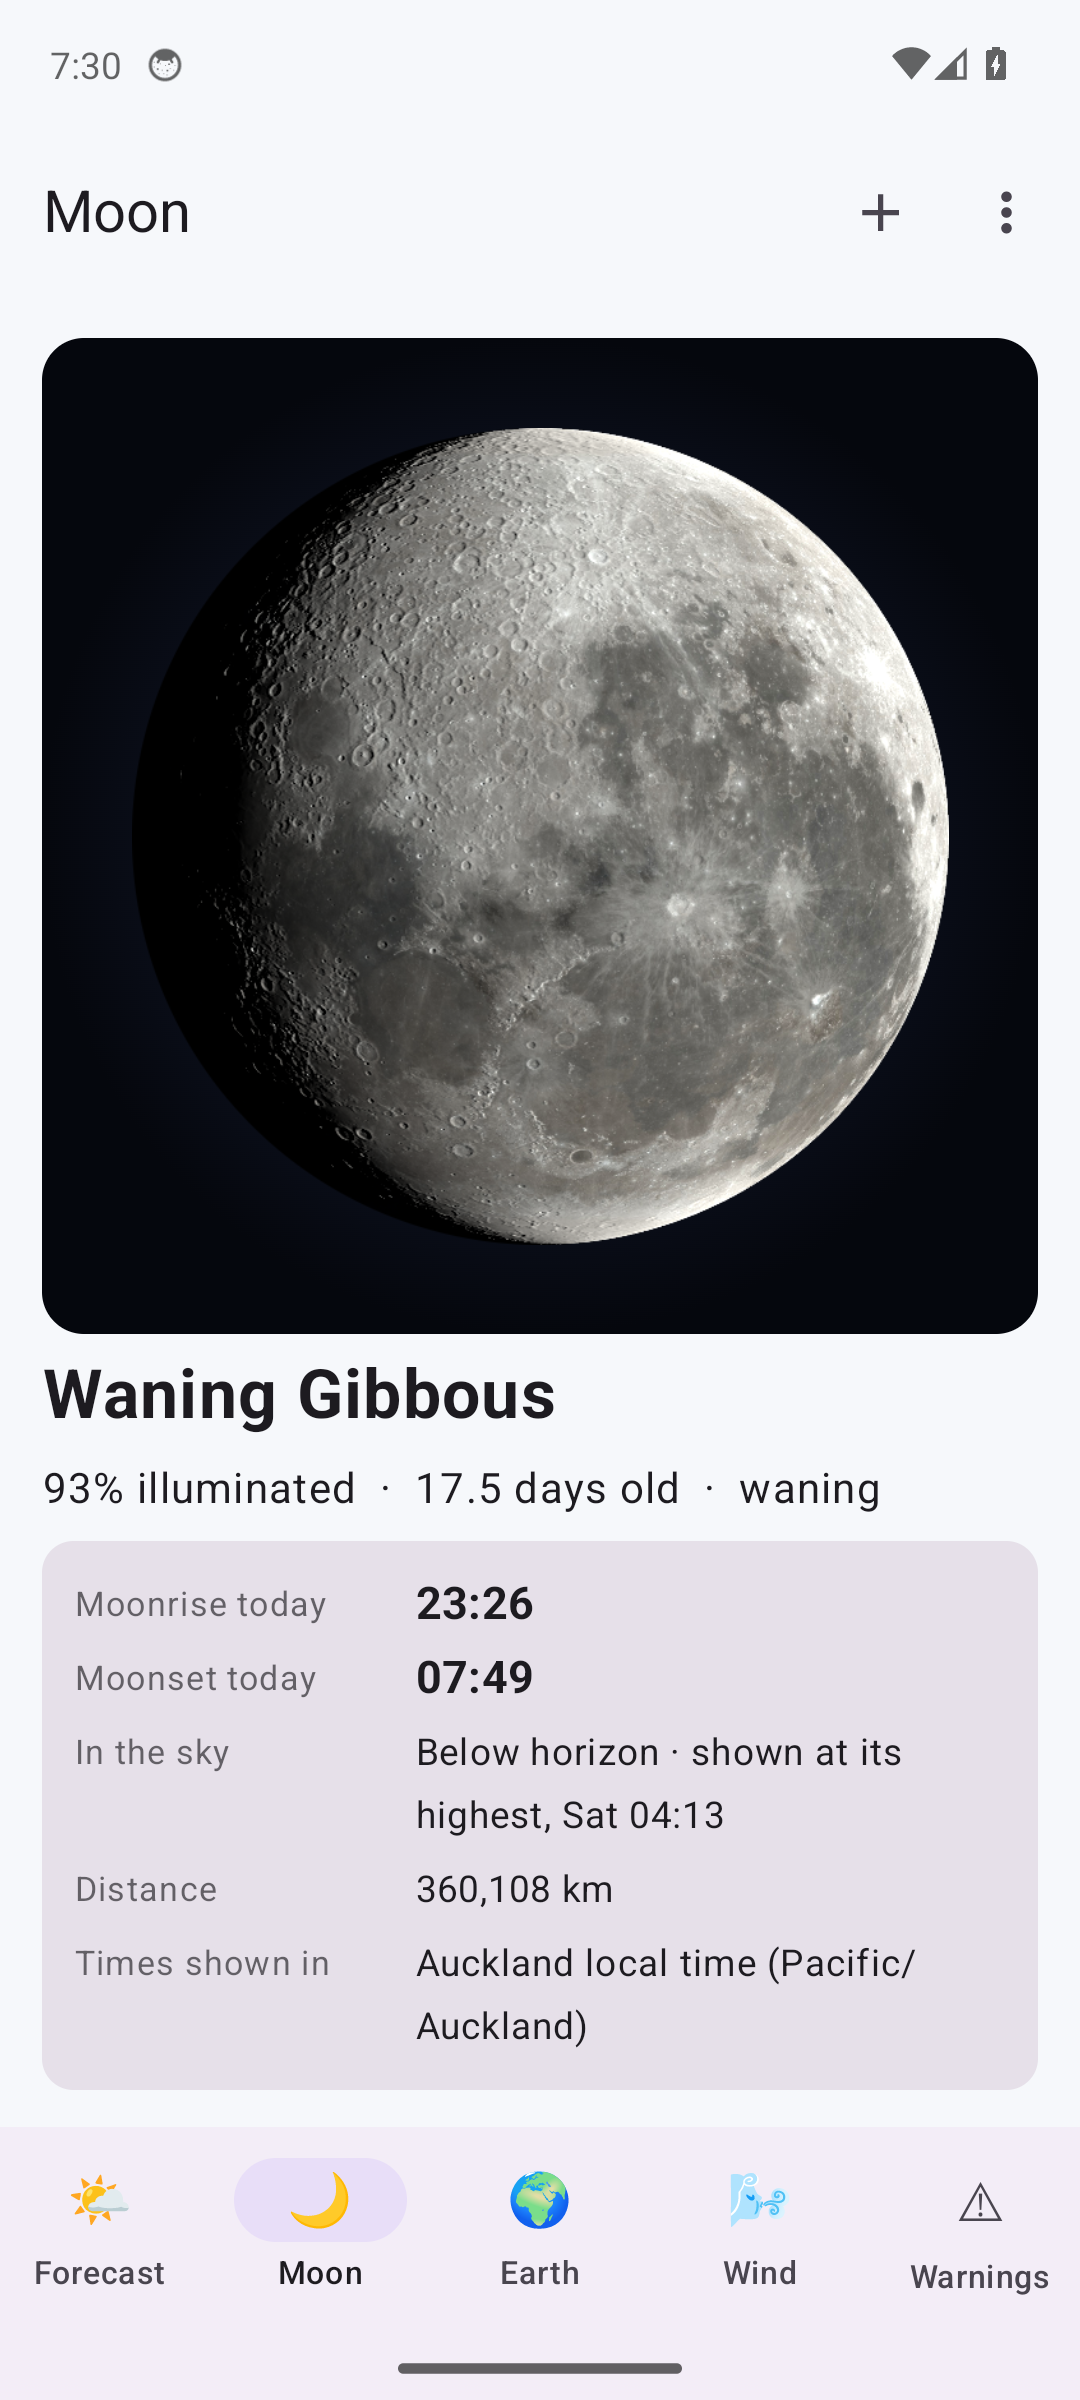 7:30
Moon
Waning Gibbous
93% illuminated · 17.5 days old · waning
Moonrise today 23:26
Moonset today 07:49
In the sky Below horizon · shown at its
highest, Sat 04:13
Distance 360,108 km
Times shown in Auckland local time (Pacific/
Auckland)
Forecast Moon Earth Wind Warnings